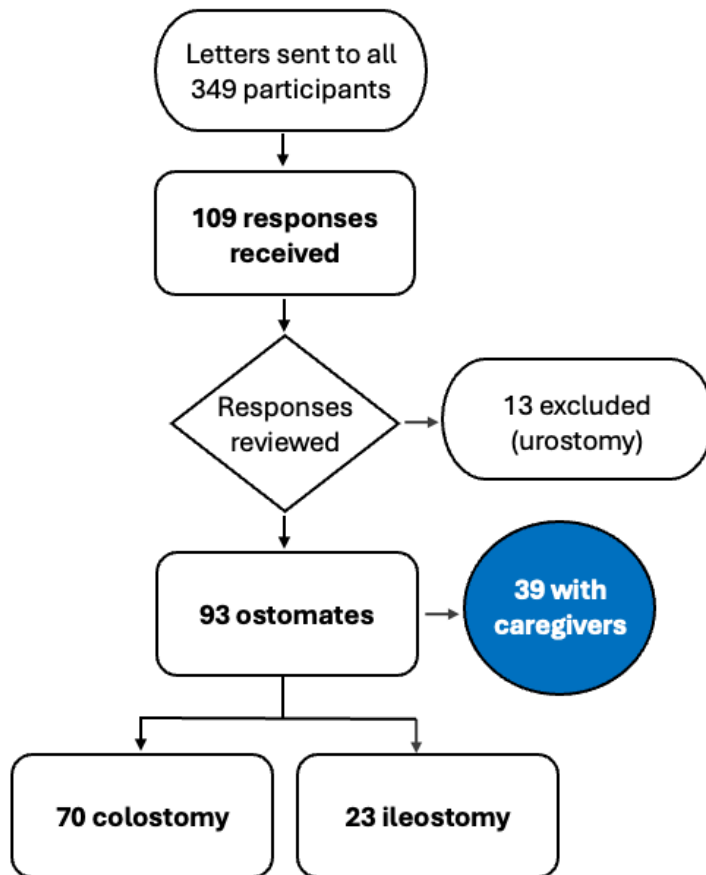 Letters sent to all
349 participants
109 responses
received
Responses
reviewed
13 excluded
(urostomy)
93 ostomates
39 with
caregivers
70 colostomy
23 ileostomy